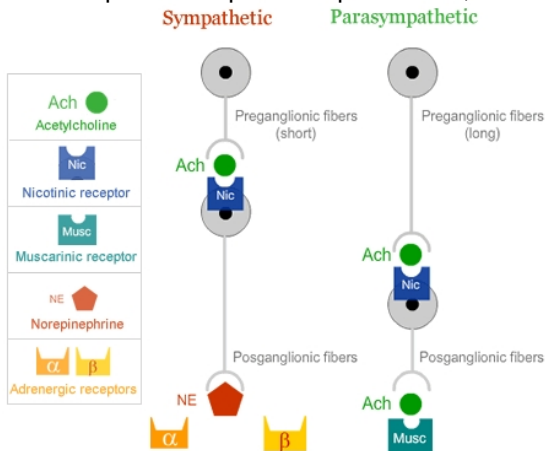 Sympathetic
Parasympathetic
Ach
Acetylcholine
Nic
Nicotinic receptor
Musc
Muscarinic receptor
NE
Norepinephrine
α β
Adrenergic receptors
Preganglionic fibers
(short)
Ach
Nic
Posganglionic fibers
NE
α
β
Preganglionic fibers
(long)
Ach
Nic
Posganglionic fibers
Ach
Musc